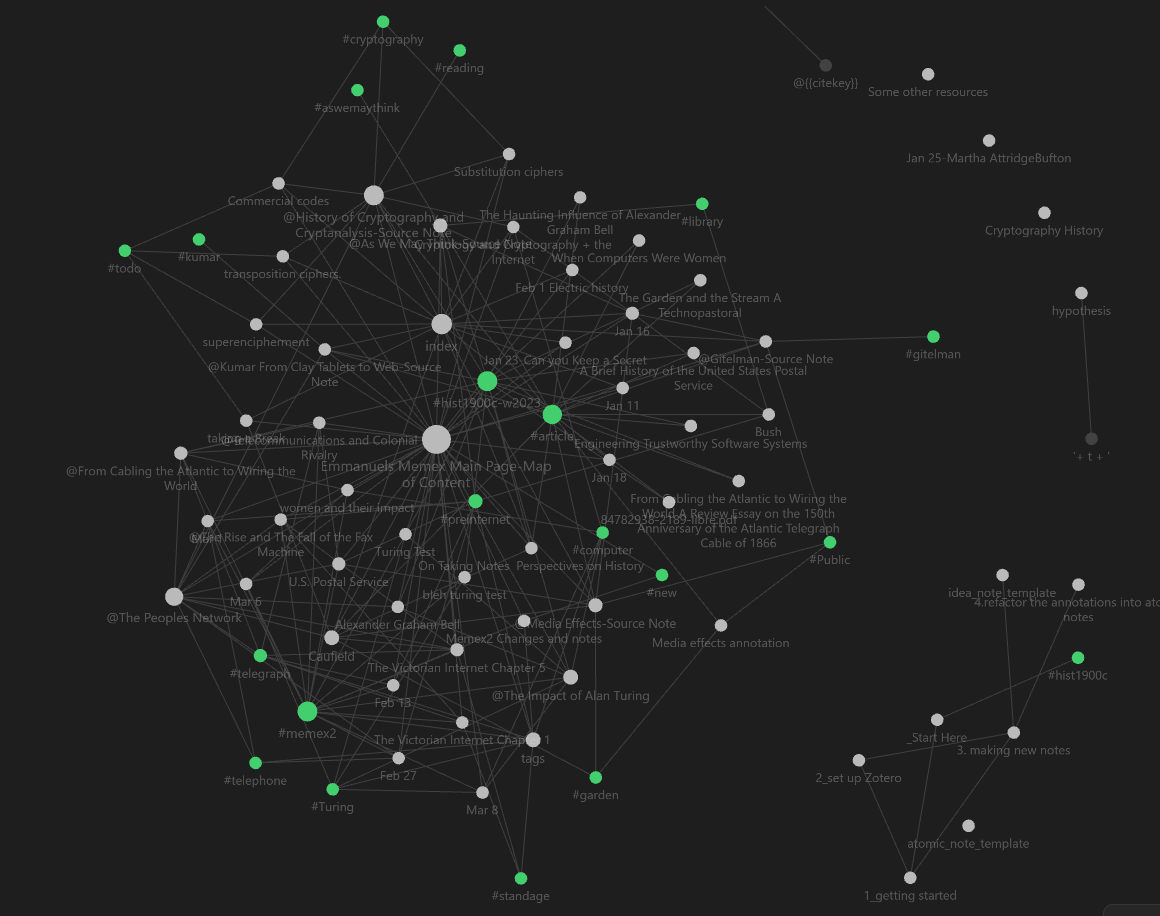 #cryptography
#reading
@{{citekey}}
Some other resources
#aswemaythink
Jan 25-Martha AttridgeBufton
Substitution ciphers
Commercial codes
@History of Cryptography and
Cryptanalysis-Source Note
The Haunting Influence of Alexander
Graham Bell
#library
Cryptography History
@As We May Think-Source Note
Cryptology and Cryptography + the
Internet
When Computers Were Women
#kumar
#todo
transposition ciphers.
Feb 1 Electric history
The Garden and the Stream A
Technopastoral
hypothesis
Jan 16
superencipherment
index
Jan 23-Can you Keep a Secret
@Gitelman-Source Note
#gitelman
@Kumar From Clay Tablets to Web-Source
Note
A Brief History of the United States Postal
Service
#hist1900c-w2023
Jan 11
#article
Bush
taking a Break
Telecommunications and Colonial
Rivalry
Engineering Trustworthy Software Systems
'+ t + '
@From Cabling the Atlantic to Wiring the
World
Emmanuels Memex Main Page-Map
of Content
Jan 18
women and their impact
#preinternet
From Cabling the Atlantic to Wiring the
World A Review Essay on the 150th
Anniversary of the Atlantic Telegraph
Cable of 1866
84782938-2189-libre.pdf
@The Rise and The Fall of the Fax
Machine
Turing Test
#computer
#Public
On Taking Notes
Perspectives on History
U.S. Postal Service
bleh turing test
#new
idea_note_template
4.refactor the annotations into ato
notes
Mar 6
@The Peoples Network
Alexander Graham Bell
Memex2 Changes and notes
@Media Effects-Source Note
Media effects annotation
Caufield
The Victorian Internet Chapter 5
#telegraph
#hist1900c
@The Impact of Alan Turing
Feb 13
#memex2
The Victorian Internet Chapter 1
tags
_Start Here
3. making new notes
Feb 27
#telephone
2_set up Zotero
#Turing
Mar 8
#garden
atomic_note_template
#standage
1_getting started